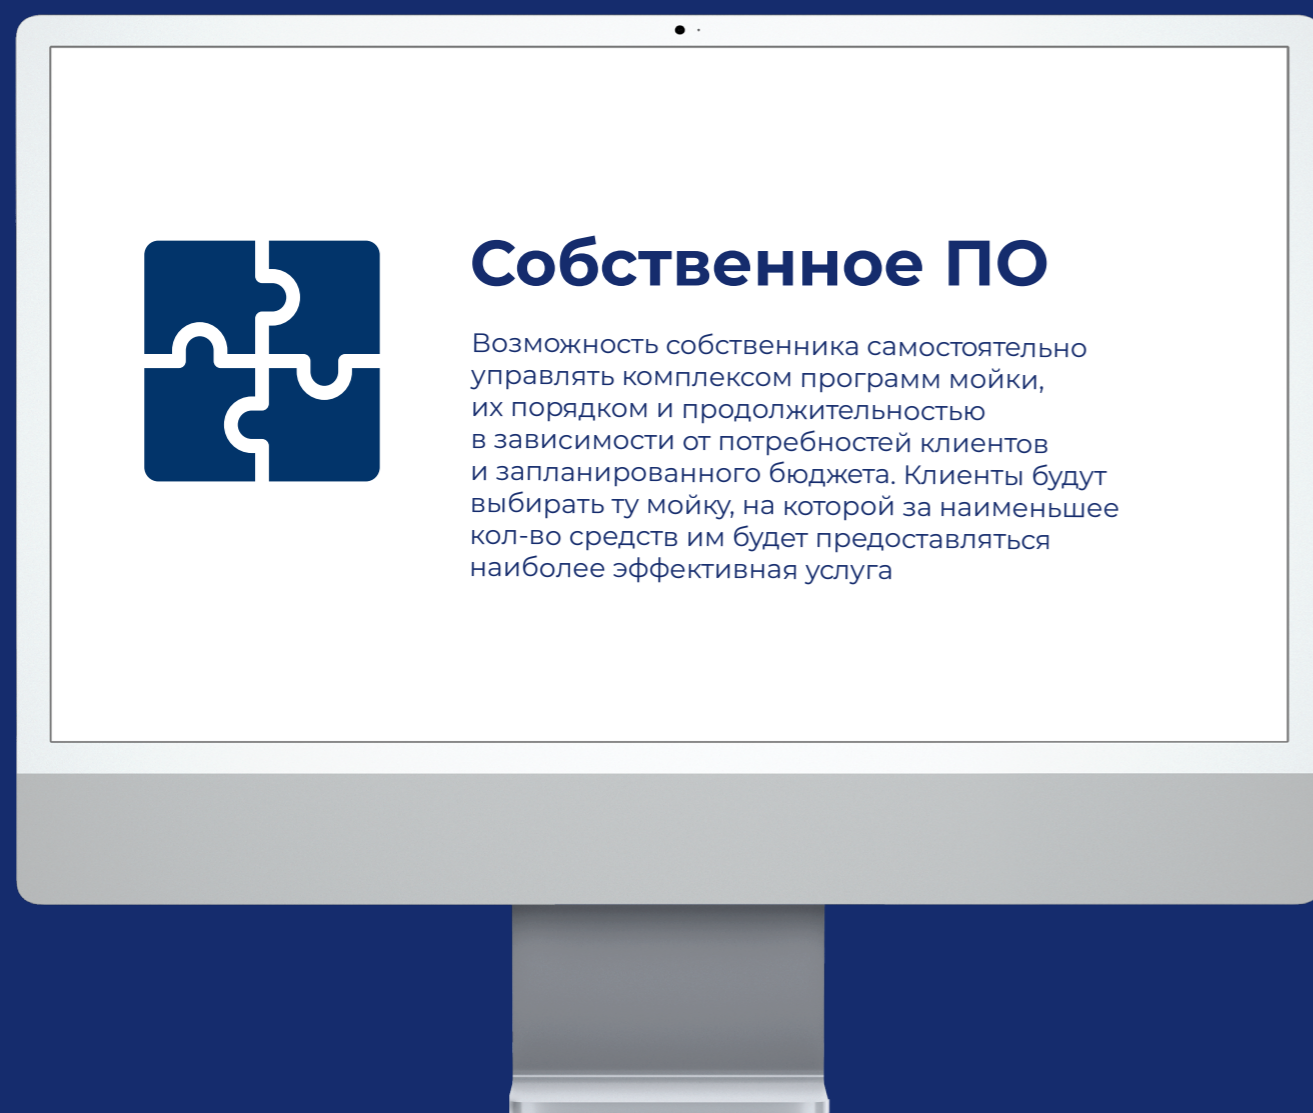 Собственное ПО
Возможность собственника самостоятельно
управлять комплексом программ мойки,
их порядком и продолжительностью
в зависимости от потребностей клиентов
и запланированного бюджета. Клиенты будут
выбирать ту мойку, на которой за наименьшее
кол-во средств им будет предоставляться
наиболее эффективная услуга